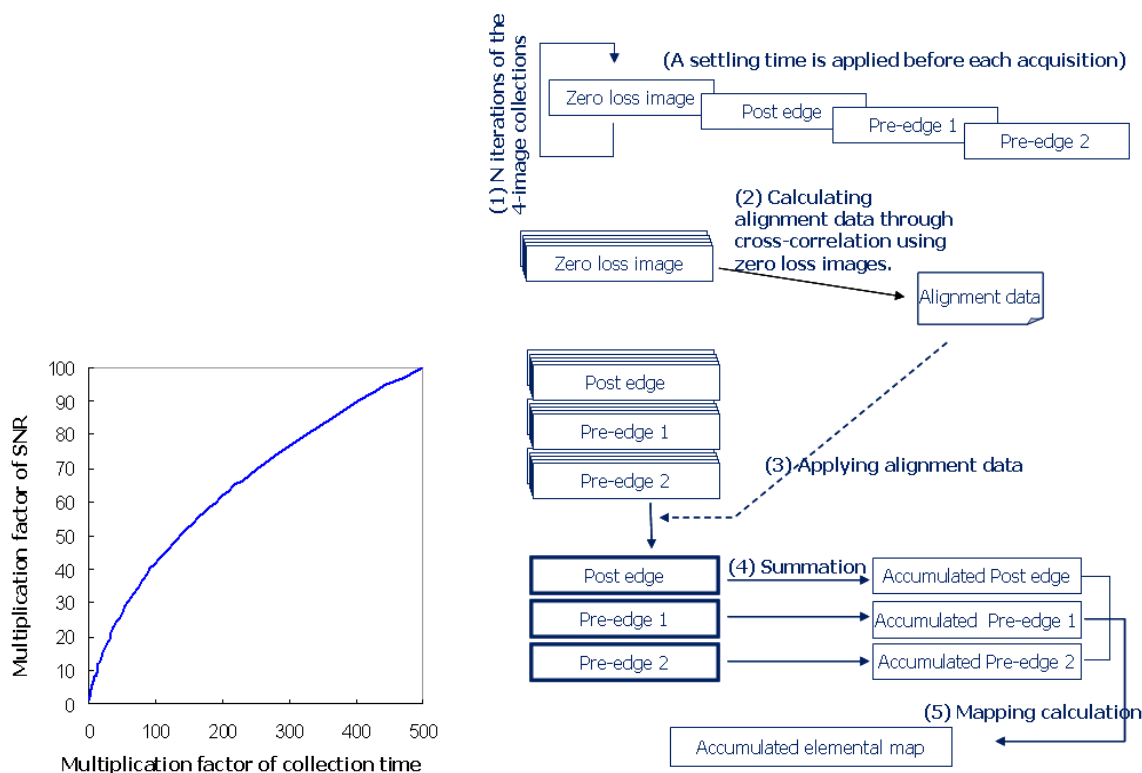 (1) N iterations of the
4-image collections
(A settling time is applied before each acquisition)
Zero loss image
Post edge
Pre-edge 1
Pre-edge 2
(2) Calculating
alignment data through
cross-correlation using
zero loss images.
Zero loss image
Alignment data
Post edge
Pre-edge 1
Pre-edge 2
(3) Applying alignment data
Post edge
(4) Summation
Accumulated Post edge
Pre-edge 1
Accumulated Pre-edge 1
Pre-edge 2
Accumulated Pre-edge 2
(5) Mapping calculation
Accumulated elemental map
Multiplication factor of SNR
100
90
80
70
60
50
40
30
20
10
0
0 100 200 300 400 500
Multiplication factor of collection time